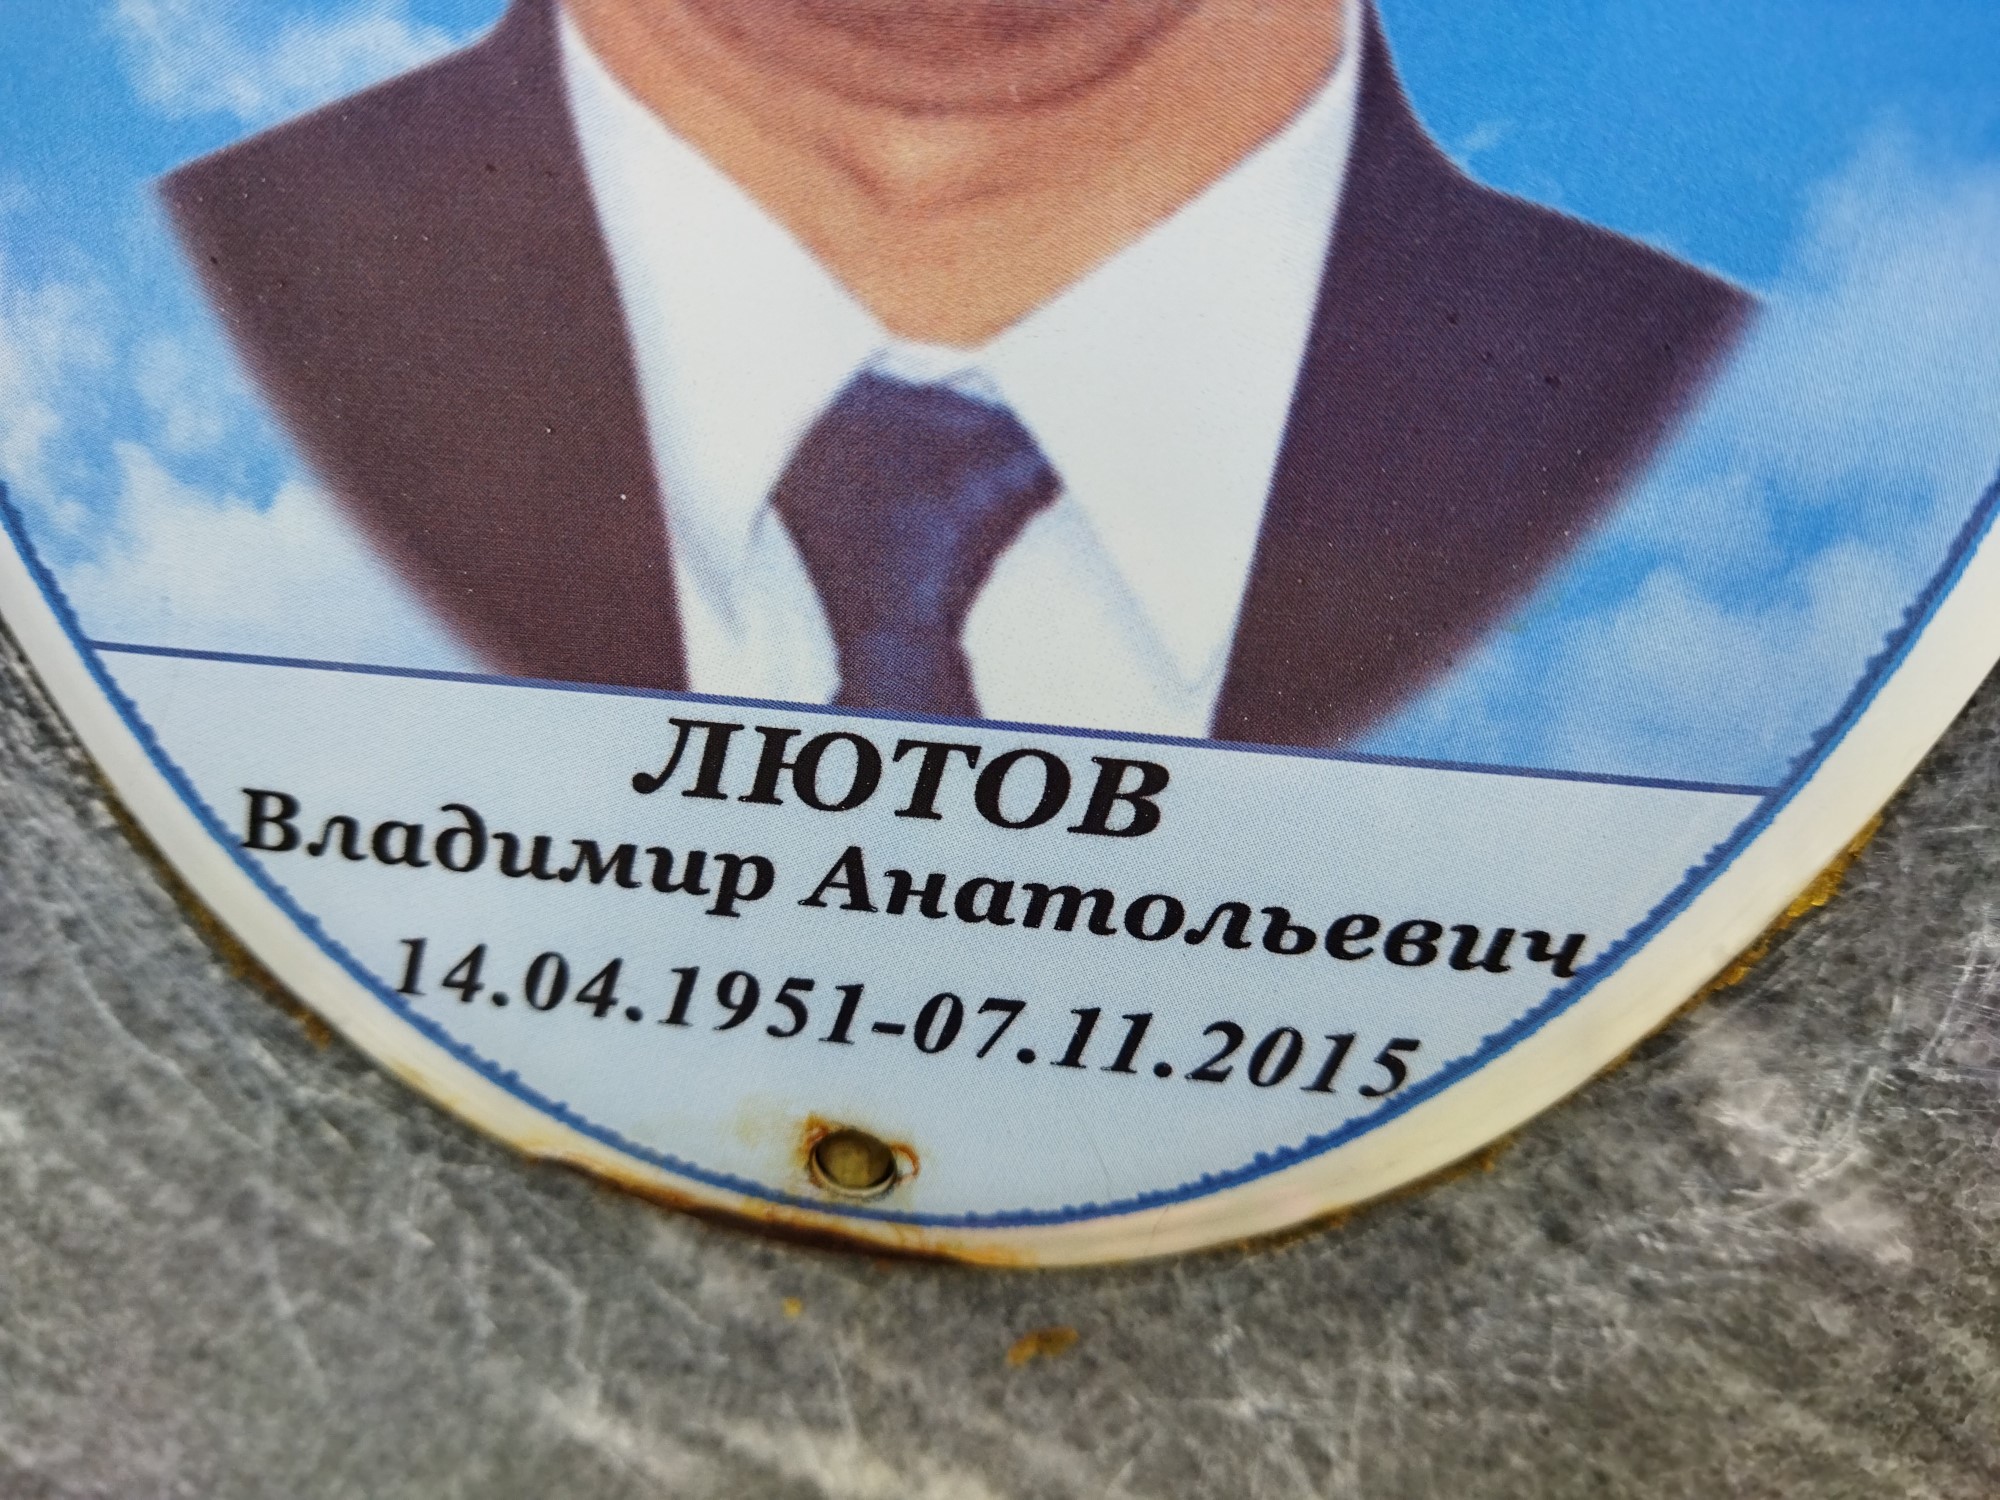 ЛЮТОВ
Владимир Анатольевич
14.04.1951-07.11.2015